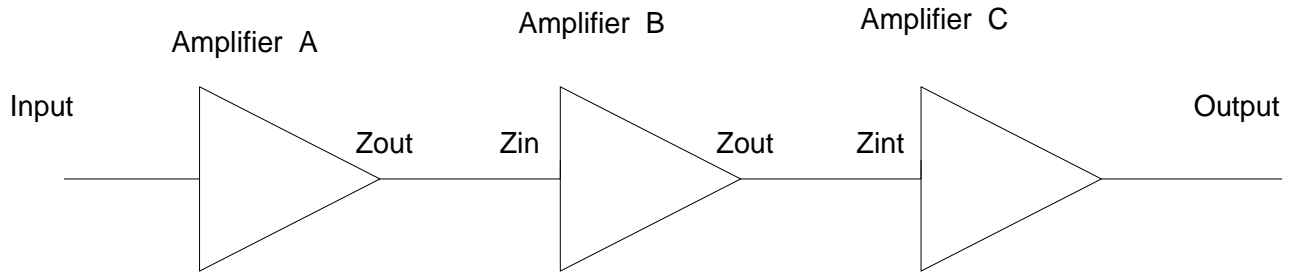 Amplifier A
Amplifier B
Amplifier C
Input
Zout
Zin
Zout
Zint
Output